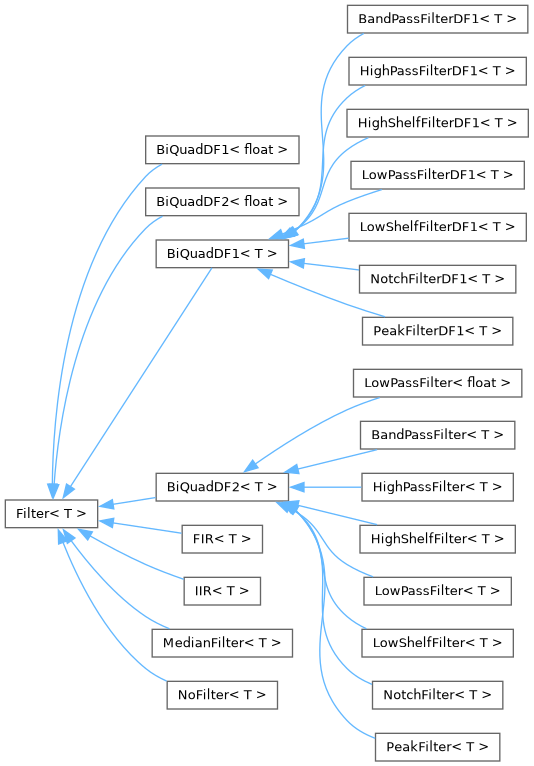 BandPassFilterDF1< T >
HighPassFilterDF1< T >
HighShelfFilterDF1< T >
BiQuadDF1< float >
LowPassFilterDF1< T >
BiQuadDF2< float >
LowShelfFilterDF1< T >
BiQuadDF1< T >
NotchFilterDF1< T >
PeakFilterDF1< T >
LowPassFilter< float >
BandPassFilter< T >
BiQuadDF2< T >
HighPassFilter< T >
Filter< T >
FIR< T >
HighShelfFilter< T >
IIR< T >
LowPassFilter< T >
MedianFilter< T >
LowShelfFilter< T >
NoFilter< T >
NotchFilter< T >
PeakFilter< T >